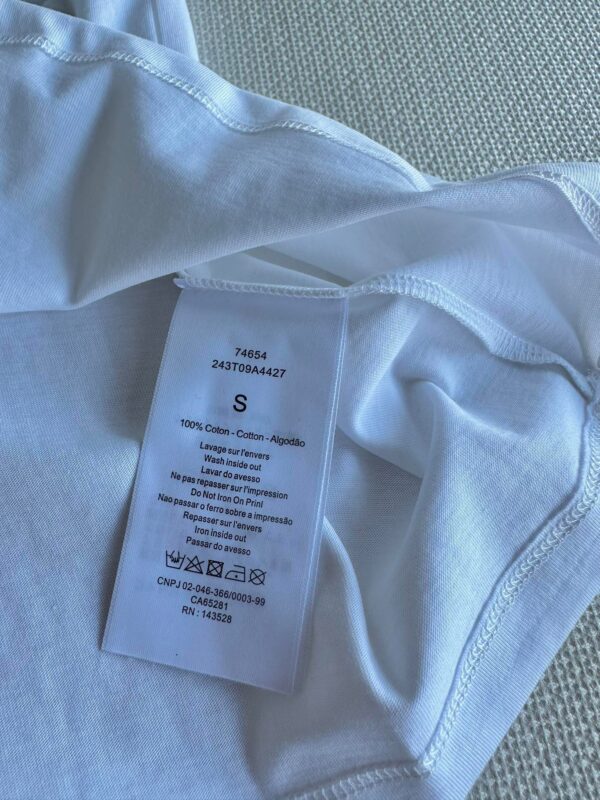 74654
243T09A4427
S
100% Coton - Cotton - Algodão
Lavage sur l'envers
Wash inside out
Lavar do avesso
Ne pas repasser sur l'impression
Do Not Iron On Print
Nao passar o ferro sobre a impressão
Repasser sur l'envers
Iron inside out
Passar do avesso
CNPJ 02-046-366/0003-99
CA65281
RN : 143528